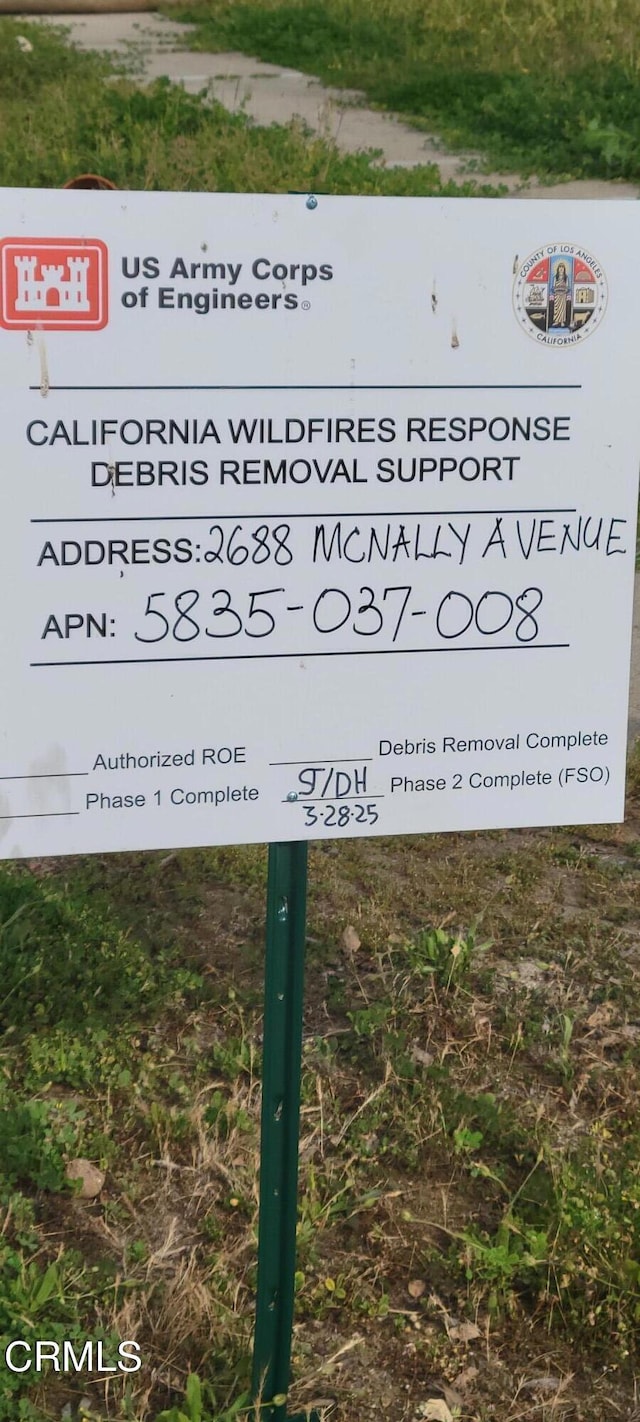 US Army Corps
of Engineers®
COUNTY OF LOS ANGELES
CALIFORNIA
CALIFORNIA WILDFIRES RESPONSE
DEBRIS REMOVAL SUPPORT
ADDRESS: 2688 MCNALLY AVENUE
APN: 5835-037-008
Authorized ROE
Debris Removal Complete
Phase 1 Complete
Phase 2 Complete (FSO)
3-28-25
CRMLS